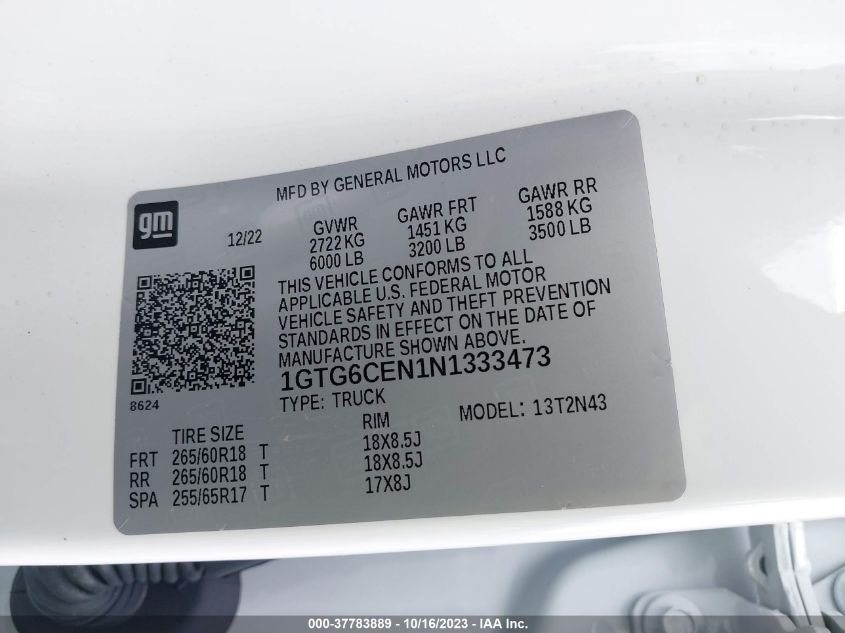 MFD BY GENERAL MOTORS LLC
gm
12/22
GVWR
2722 KG
6000 LB
GAWR FRT
1451 KG
3200 LB
GAWR RR
1588 KG
3500 LB
THIS VEHICLE CONFORMS TO ALL
APPLICABLE U.S. FEDERAL MOTOR
VEHICLE SAFETY AND THEFT PREVENTION
STANDARDS IN EFFECT ON THE DATE OF
MANUFACTURE SHOWN ABOVE.
8624
1GTG6CEN1N1333473
TYPE: TRUCK
MODEL: 13T2N43
TIRE SIZE RIM
FRT 265/60R18 T 18X8.5J
RR 265/60R18 T 18X8.5J
SPA 255/65R17 T 17X8J
000-37783889 - 10/16/2023 - IAA Inc.